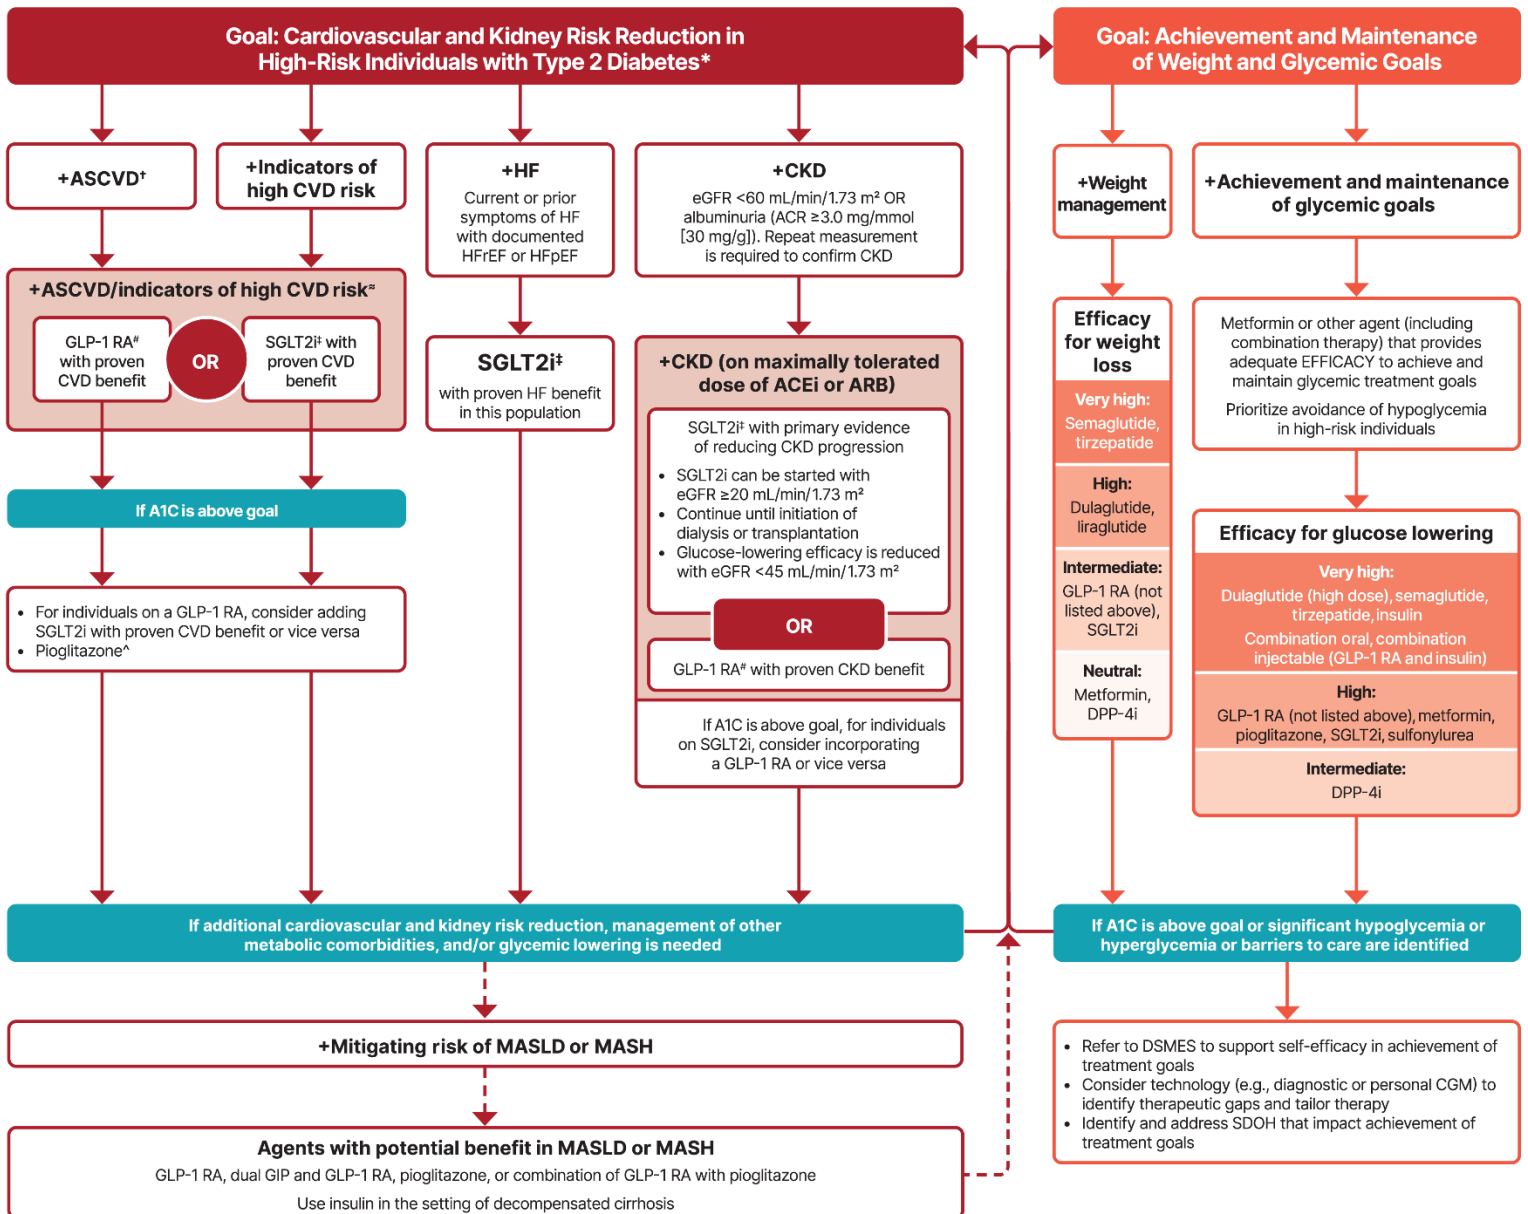 Goal: Cardiovascular and Kidney Risk Reduction in
High-Risk Individuals with Type 2 Diabetes*
+ASCVD†
+Indicators of
high CVD risk
+ASCVD/indicators of high CVD risk≈
GLP-1 RA#
with proven
CVD benefit
OR
SGLT2i‡ with
proven CVD
benefit
If A1C is above goal
• For individuals on a GLP-1 RA, consider adding
SGLT2i with proven CVD benefit or vice versa
• Pioglitazone^
+HF
Current or prior
symptoms of HF
with documented
HFrEF or HFpEF
SGLT2i‡
with proven HF benefit
in this population
+CKD
eGFR <60 mL/min/1.73 m² OR
albuminuria (ACR ≥3.0 mg/mmol
[30 mg/g]). Repeat measurement
is required to confirm CKD
+CKD (on maximally tolerated
dose of ACEi or ARB)
SGLT2i‡ with primary evidence
of reducing CKD progression
• SGLT2i can be started with
eGFR ≥20 mL/min/1.73 m²
• Continue until initiation of
dialysis or transplantation
• Glucose-lowering efficacy is reduced
with eGFR <45 mL/min/1.73 m²
OR
GLP-1 RA# with proven CKD benefit
If A1C is above goal, for individuals
on SGLT2i, consider incorporating
a GLP-1 RA or vice versa
If additional cardiovascular and kidney risk reduction, management of other
metabolic comorbidities, and/or glycemic lowering is needed
+Mitigating risk of MASLD or MASH
Agents with potential benefit in MASLD or MASH
GLP-1 RA, dual GIP and GLP-1 RA, pioglitazone, or combination of GLP-1 RA with pioglitazone
Use insulin in the setting of decompensated cirrhosis
Goal: Achievement and Maintenance
of Weight and Glycemic Goals
+Weight
management
Efficacy
for weight
loss
Very high:
Semaglutide,
tirzepatide
High:
Dulaglutide,
liraglutide
Intermediate:
GLP-1 RA (not
listed above),
SGLT2i
Neutral:
Metformin,
DPP-4i
+Achievement and maintenance
of glycemic goals
Metformin or other agent (including
combination therapy) that provides
adequate EFFICACY to achieve and
maintain glycemic treatment goals
Prioritize avoidance of hypoglycemia
in high-risk individuals
Efficacy for glucose lowering
Very high:
Dulaglutide (high dose), semaglutide,
tirzepatide, insulin
Combination oral, combination
injectable (GLP-1 RA and insulin)
High:
GLP-1 RA (not listed above), metformin,
pioglitazone, SGLT2i, sulfonylurea
Intermediate:
DPP-4i
If A1C is above goal or significant hypoglycemia or
hyperglycemia or barriers to care are identified
• Refer to DSMES to support self-efficacy in achievement of
treatment goals
• Consider technology (e.g., diagnostic or personal CGM) to
identify therapeutic gaps and tailor therapy
• Identify and address SDOH that impact achievement of
treatment goals